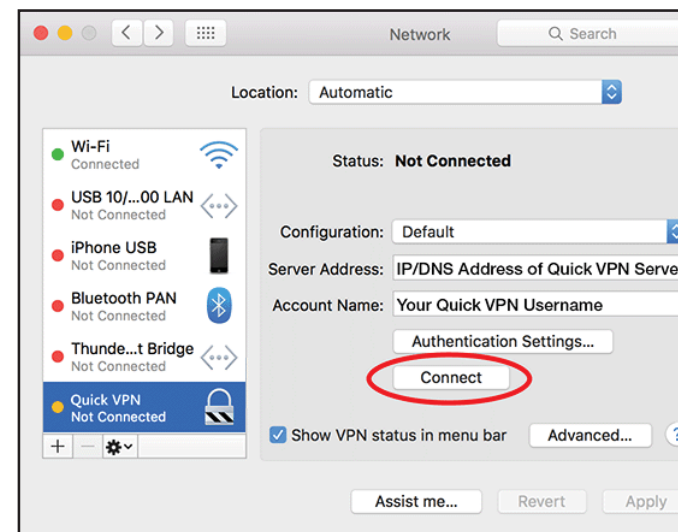 Network
Search
Location: Automatic
Wi-Fi
Connected
USB 10/...00 LAN
Not Connected
iPhone USB
Not Connected
Bluetooth PAN
Not Connected
Thunde...t Bridge
Not Connected
Quick VPN
Not Connected
Status: Not Connected
Configuration: Default
Server Address: IP/DNS Address of Quick VPN Serve
Account Name: Your Quick VPN Username
Authentication Settings...
Connect
Show VPN status in menu bar
Advanced...
?
Assist me...
Revert
Apply